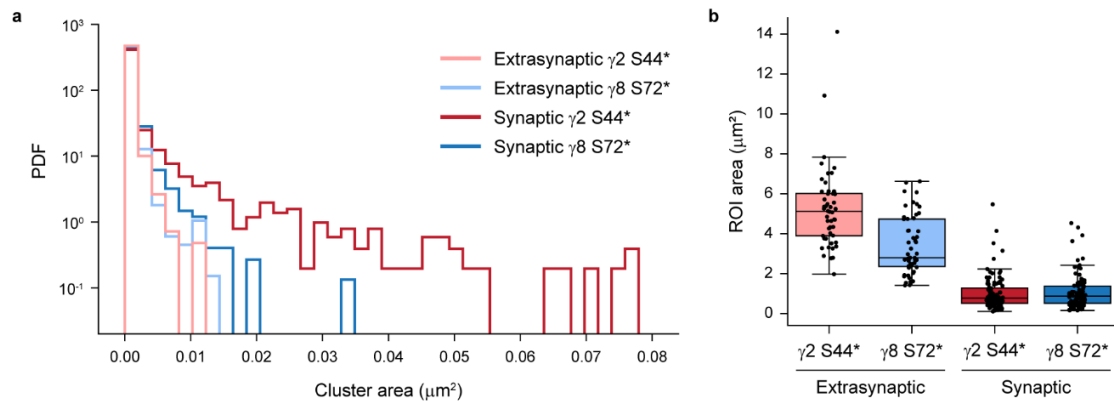 a
PDF
10³
10²
10¹
10⁰
10⁻¹
Extrasynaptic γ2 S44*
Extrasynaptic γ8 S72*
Synaptic γ2 S44*
Synaptic γ8 S72*
0.00 0.01 0.02 0.03 0.04 0.05 0.06 0.07 0.08
Cluster area (μm²)
b
ROI area (μm²)
14
12
10
8
6
4
2
0
γ2 S44* γ8 S72* γ2 S44* γ8 S72*
Extrasynaptic Synaptic